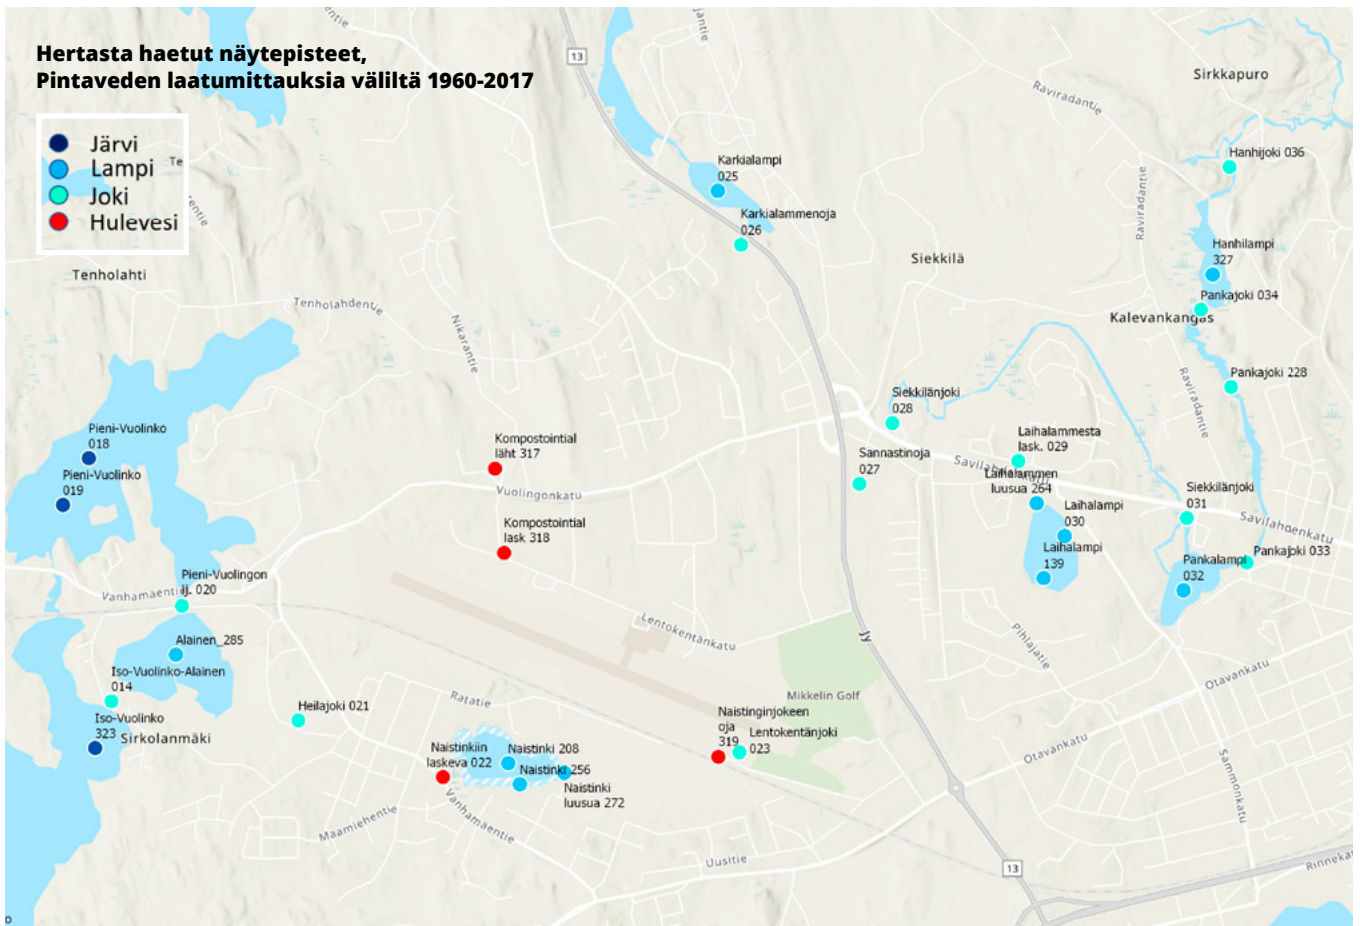 Hertasta haetut näytepisteet,
Pintaveden laatumittauksia väliltä 1960-2017
Järvi
Lampi
Joki
Hulevesi
13
Sirkkapuro
Raviradantie
Hanhijoki 036
Karkialampi
025
Karkialammenoja
026
Raviradantie
Hanhilampi
327
Siekkilä
Tenholahti
Pankajoki 034
Kalevankangas
Tenholahdentie
Nikarantie
Raviradantie
Pankajoki 228
Siekkilänjoki
028
Pieni-Vuolinko
018
Kompostointial
läht 317
Laihalammesta
lask. 029
Sannastinoja
027
Pieni-Vuolinko
019
Laihalammen
luusua 264
Vuolingonkatu
Siekkilänjoki
031
Laihalampi
030
Savilahdenkatu
Kompostointial
lask 318
Laihalampi
139
Pankajoki 033
Pankalampi
032
Pieni-Vuolingon
lj. 020
Vanhamäentie
Lentokentänkatu
Jy
Pihlajatie
Alainen_285
Iso-Vuolinko-Alainen
014
Otavankatu
Mikkelin Golf
Ratatie
Heilajoki 021
Naistinginjokeen
oja
319
Lentokentänjoki
023
Iso-Vuolinko
323
Sirkolanmäki
Naistinkiin
laskeva 022
Naistinki 208
Naistinki 256
Naistinki
luusua 272
Otavankatu
Sammonkatu
Vanhamäentie
Maamiehentie
Uusitie
13
Rinneka